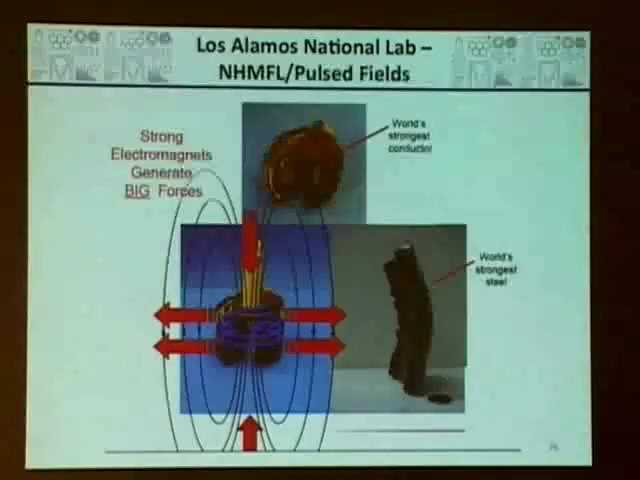 Los Alamos National Lab –
NHMFL/Pulsed Fields
Strong
Electromagnets
Generate
BIG Forces
World's
strongest
conductor
World's
strongest
steel